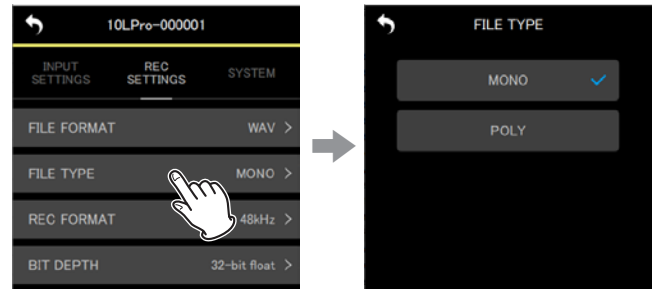 10LPro-000001
INPUT
SETTINGS
REC
SETTINGS
SYSTEM
FILE FORMAT WAV >
FILE TYPE MONO >
REC FORMAT 48kHz >
BIT DEPTH 32-bit float >
FILE TYPE
MONO
POLY